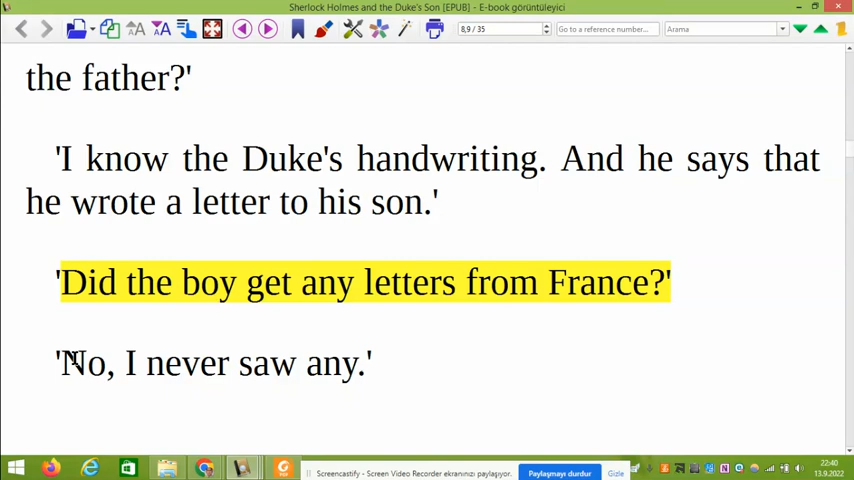 Sherlock Holmes and the Duke's Son [EPUB] - E-book görüntüleyici
8,9 / 35
Go to a reference number...
Arama
the father?'
'I know the Duke's handwriting. And he says that
he wrote a letter to his son.'
'Did the boy get any letters from France?'
'No, I never saw any.'
Screencastify - Screen Video Recorder ekranınızı paylaşıyor.
Paylaşmayı durdur
Gizle
22:40
13.9.2022